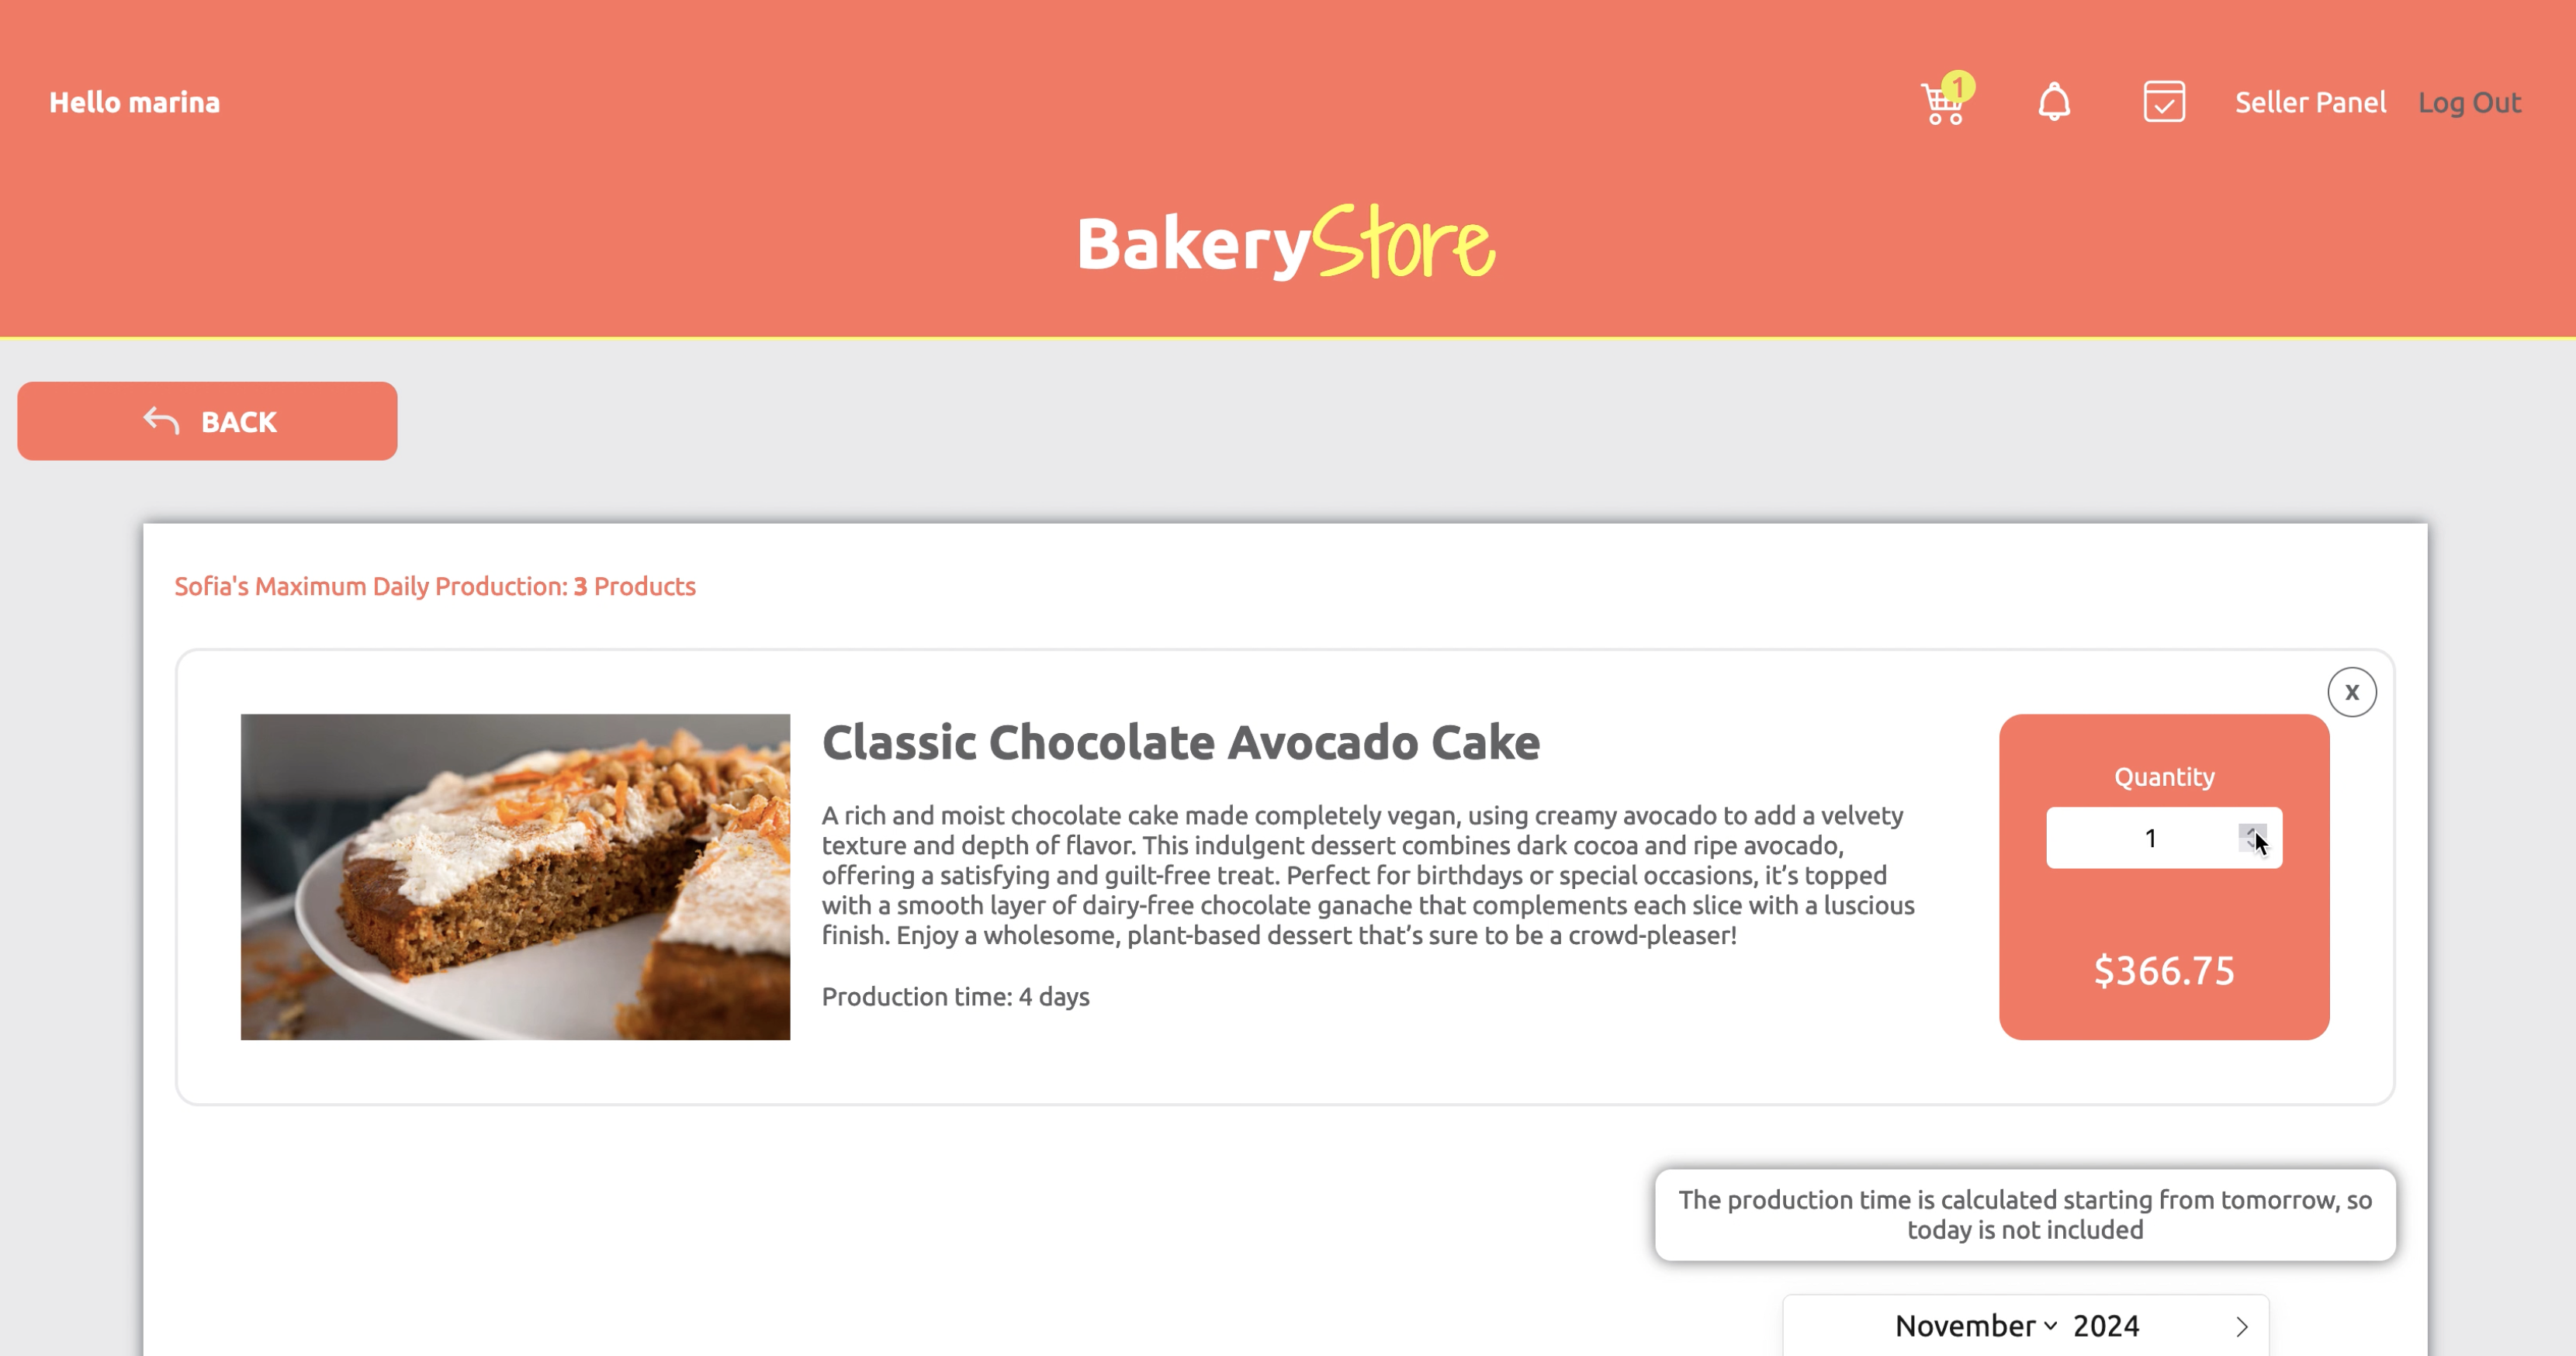 Hello marina
1
Seller Panel
Log Out
BakeryStore
BACK
Sofia's Maximum Daily Production: 3 Products
x
Classic Chocolate Avocado Cake
A rich and moist chocolate cake made completely vegan, using creamy avocado to add a velvety
texture and depth of flavor. This indulgent dessert combines dark cocoa and ripe avocado,
offering a satisfying and guilt-free treat. Perfect for birthdays or special occasions, it’s topped
with a smooth layer of dairy-free chocolate ganache that complements each slice with a luscious
finish. Enjoy a wholesome, plant-based dessert that’s sure to be a crowd-pleaser!
Production time: 4 days
Quantity
1
$366.75
The production time is calculated starting from tomorrow, so
today is not included
November 2024